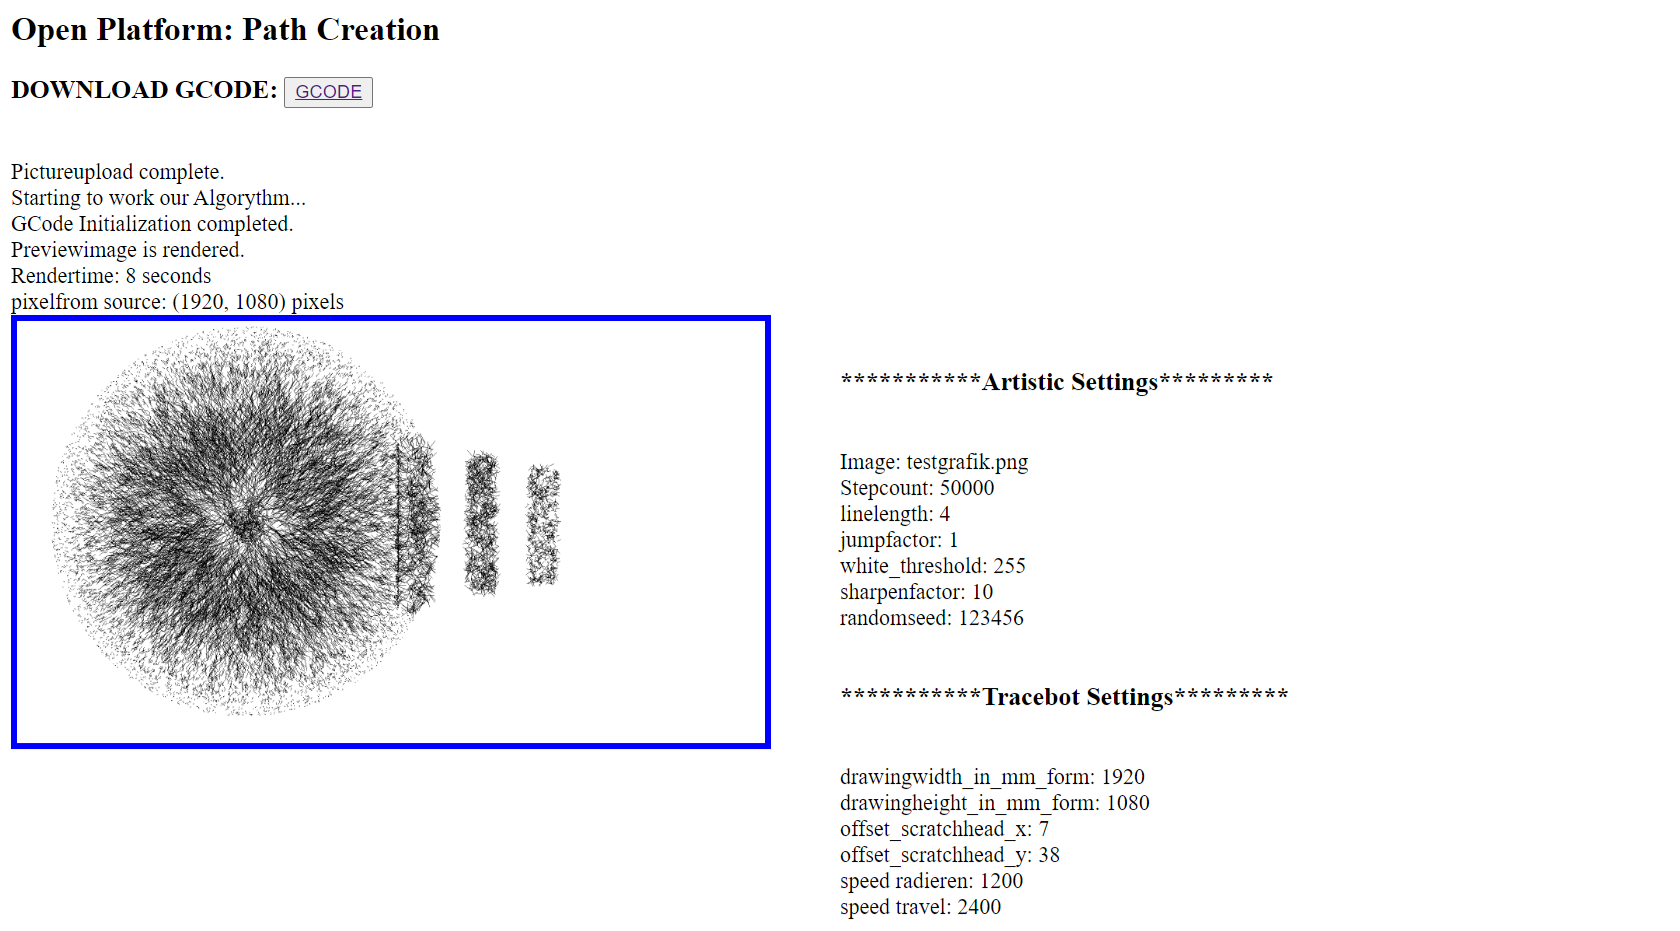 Open Platform: Path Creation
DOWNLOAD GCODE: GCODE
Pictureupload complete.
Starting to work our Algorythm...
GCode Initialization completed.
Previewimage is rendered.
Rendertime: 8 seconds
pixelfrom source: (1920, 1080) pixels
***********Artistic Settings*********
Image: testgrafik.png
Stepcount: 50000
linelength: 4
jumpfactor: 1
white_threshold: 255
sharpenfactor: 10
randomseed: 123456
***********Tracebot Settings*********
drawingwidth_in_mm_form: 1920
drawingheight_in_mm_form: 1080
offset_scratchhead_x: 7
offset_scratchhead_y: 38
speed radieren: 1200
speed travel: 2400